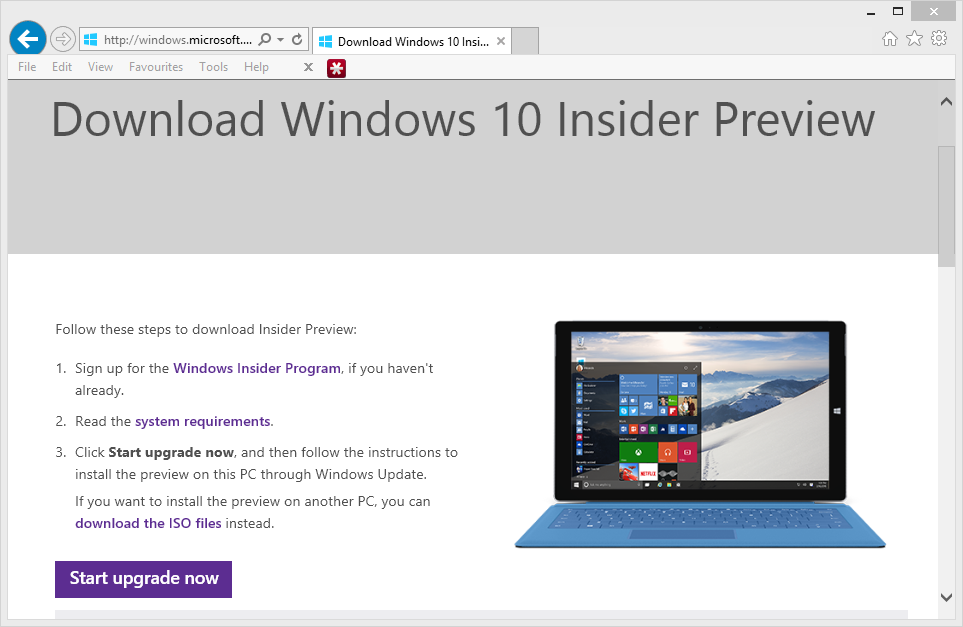 http://windows.microsoft....
Download Windows 10 Insi...
File Edit View Favourites Tools Help
Download Windows 10 Insider Preview
Follow these steps to download Insider Preview:
1. Sign up for the Windows Insider Program, if you haven't
already.
2. Read the system requirements.
3. Click Start upgrade now, and then follow the instructions to
install the preview on this PC through Windows Update.
If you want to install the preview on another PC, you can
download the ISO files instead.
NETFLIX
Start upgrade now